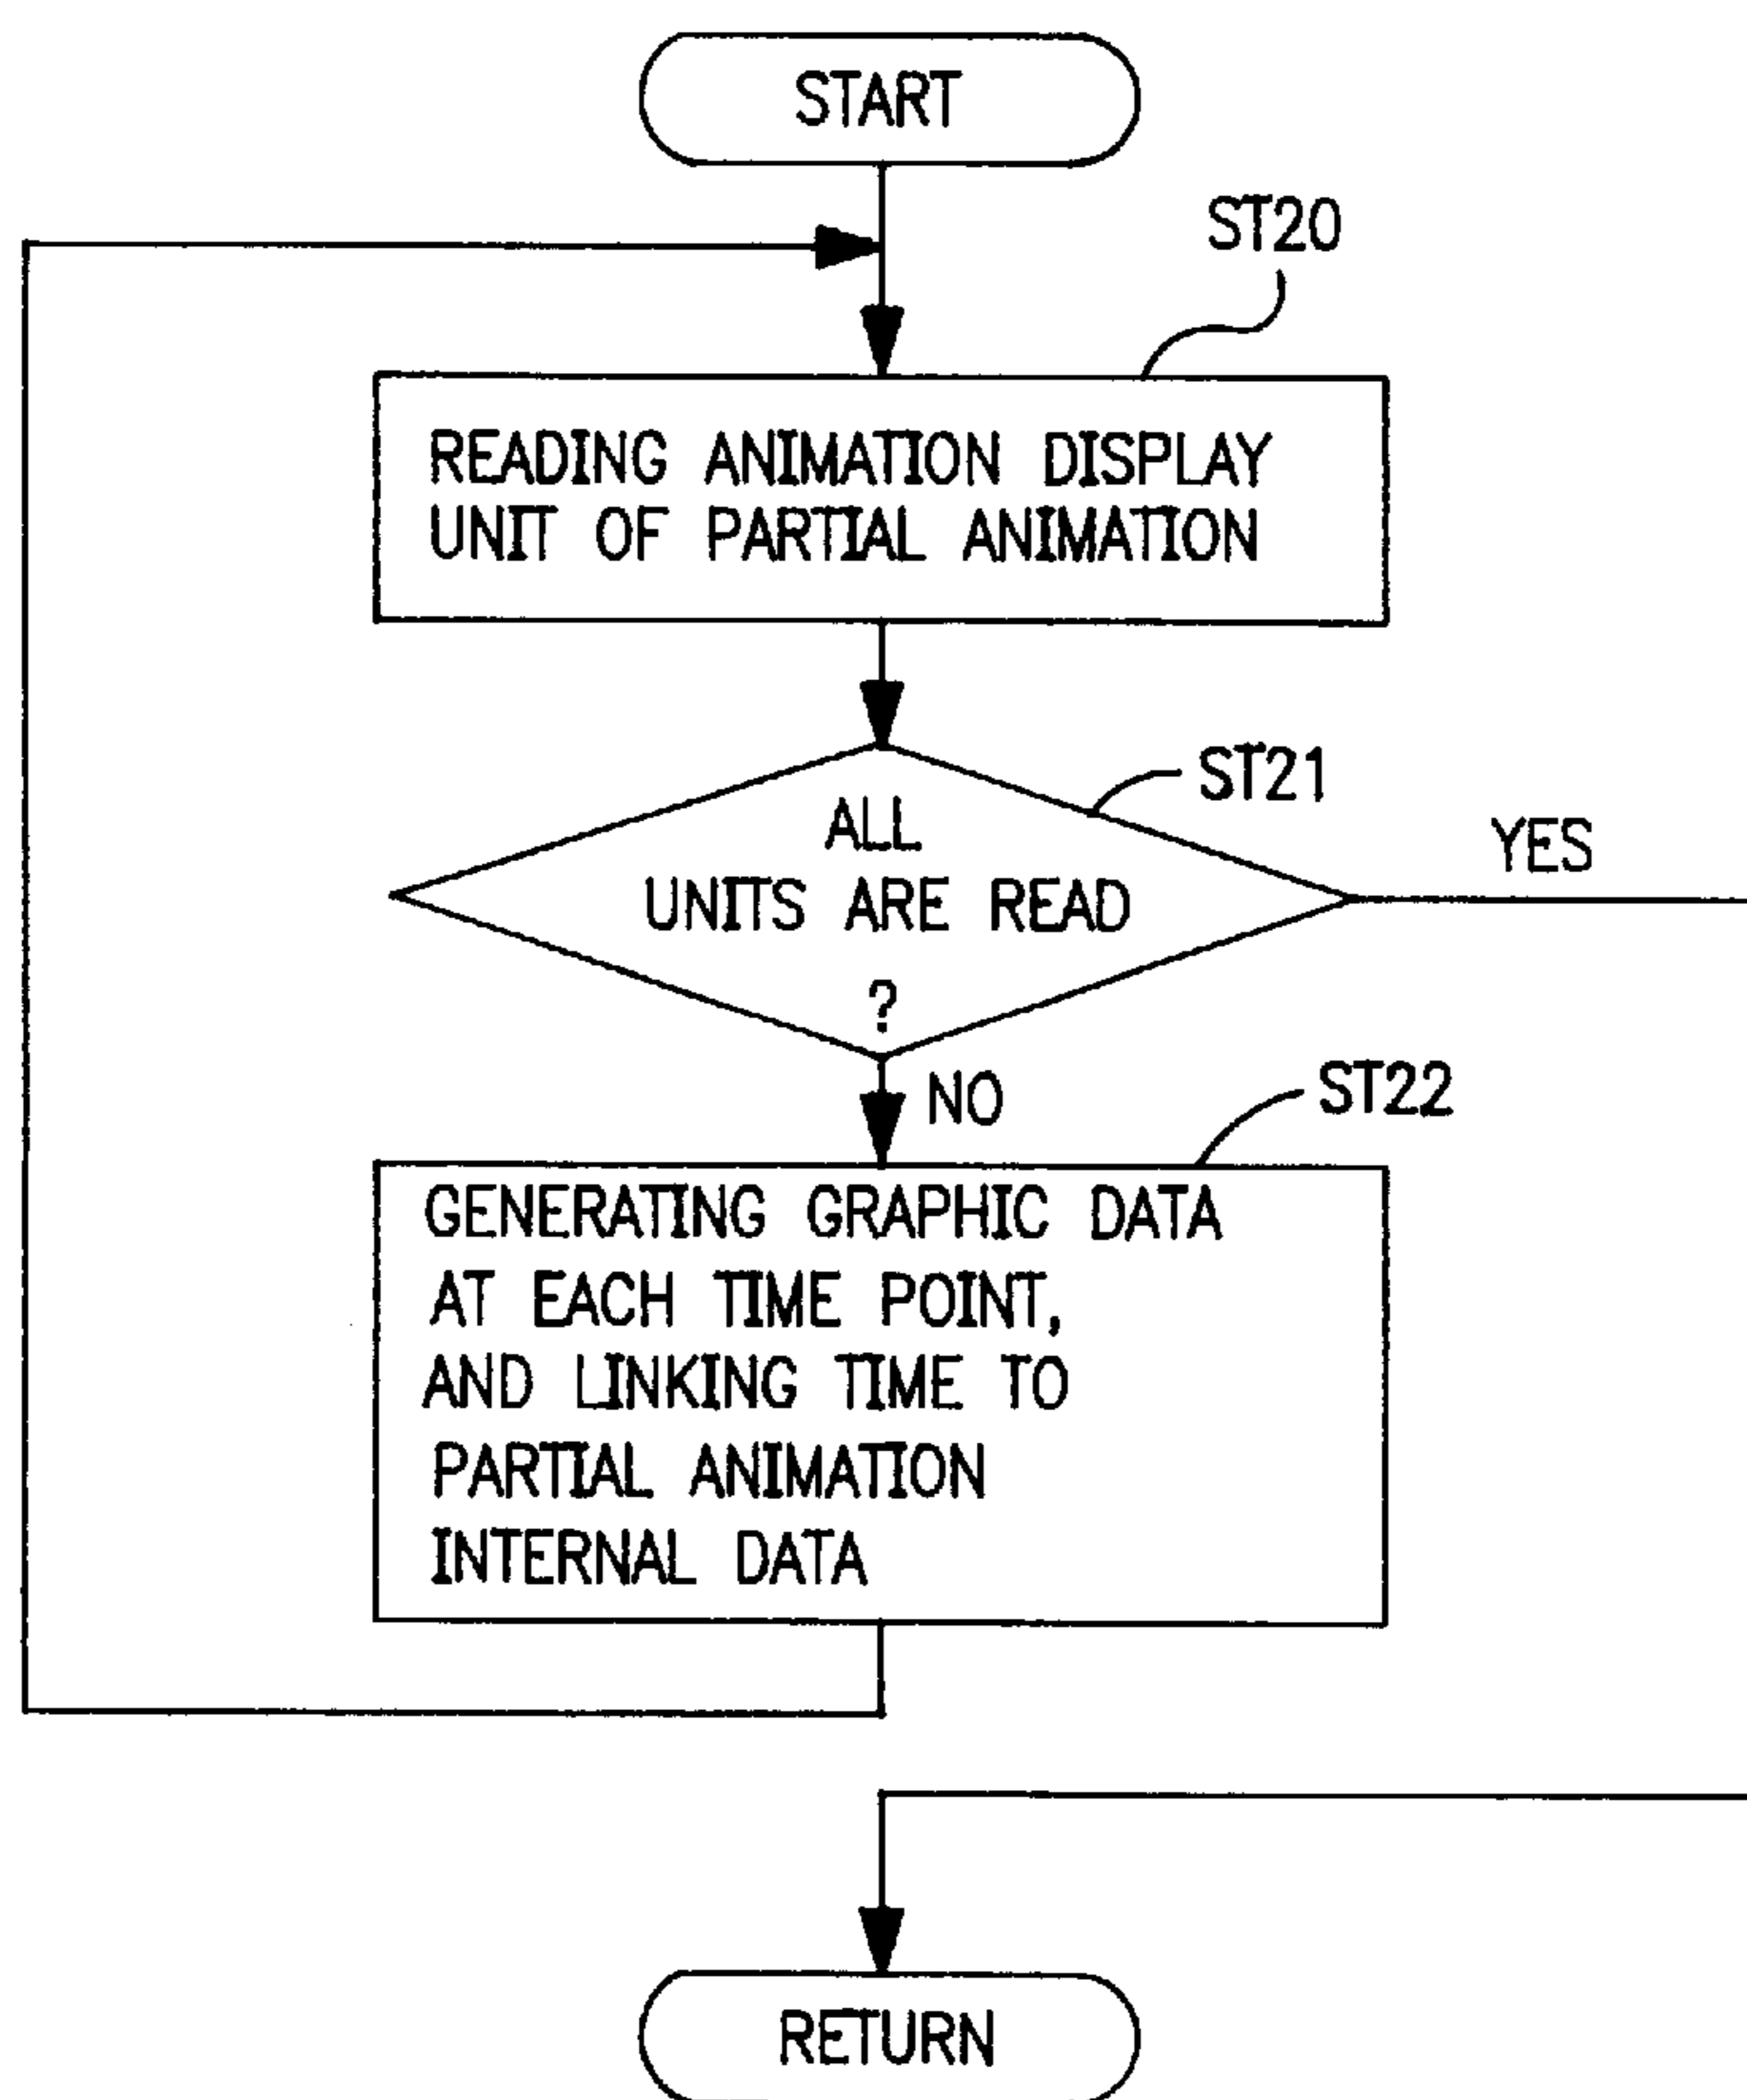 START
ST20
READING ANIMATION DISPLAY
UNIT OF PARTIAL ANIMATION
ST21
ALL
UNITS ARE READ
?
YES
NO
ST22
GENERATING GRAPHIC DATA
AT EACH TIME POINT,
AND LINKING TIME TO
PARTIAL ANIMATION
INTERNAL DATA
RETURN